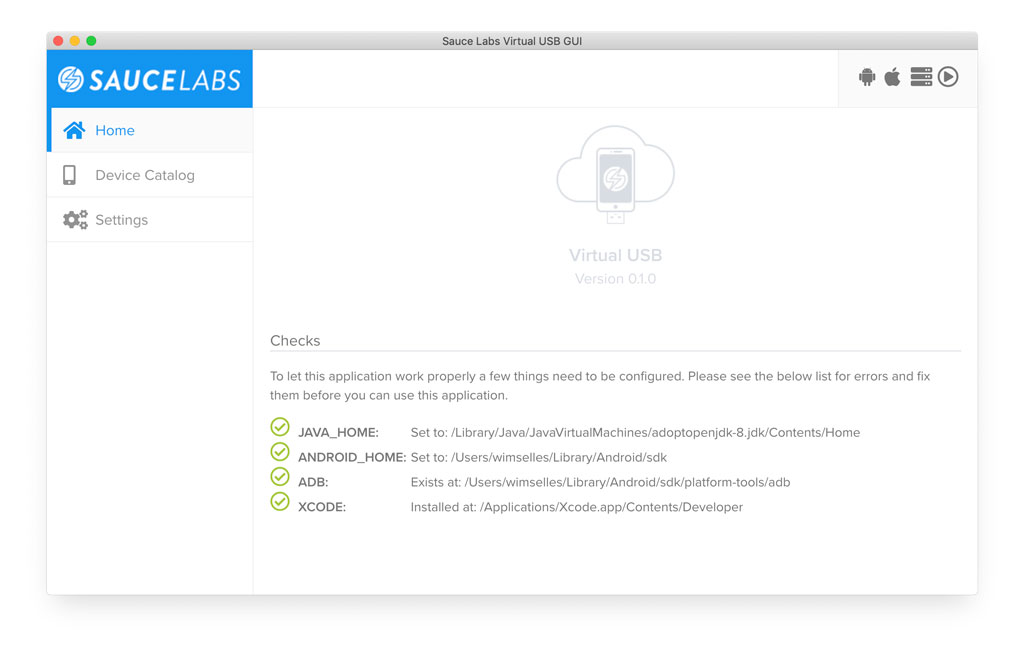 Sauce Labs Virtual USB GUI
SAUCELABS
Home
Device Catalog
Settings
Virtual USB
Version 0.1.0
Checks
To let this application work properly a few things need to be configured. Please see the below list for errors and fix
them before you can use this application.
JAVA_HOME: Set to: /Library/Java/JavaVirtualMachines/adoptopenjdk-8.jdk/Contents/Home
ANDROID_HOME: Set to: /Users/wimselles/Library/Android/sdk
ADB: Exists at: /Users/wimselles/Library/Android/sdk/platform-tools/adb
XCODE: Installed at: /Applications/Xcode.app/Contents/Developer